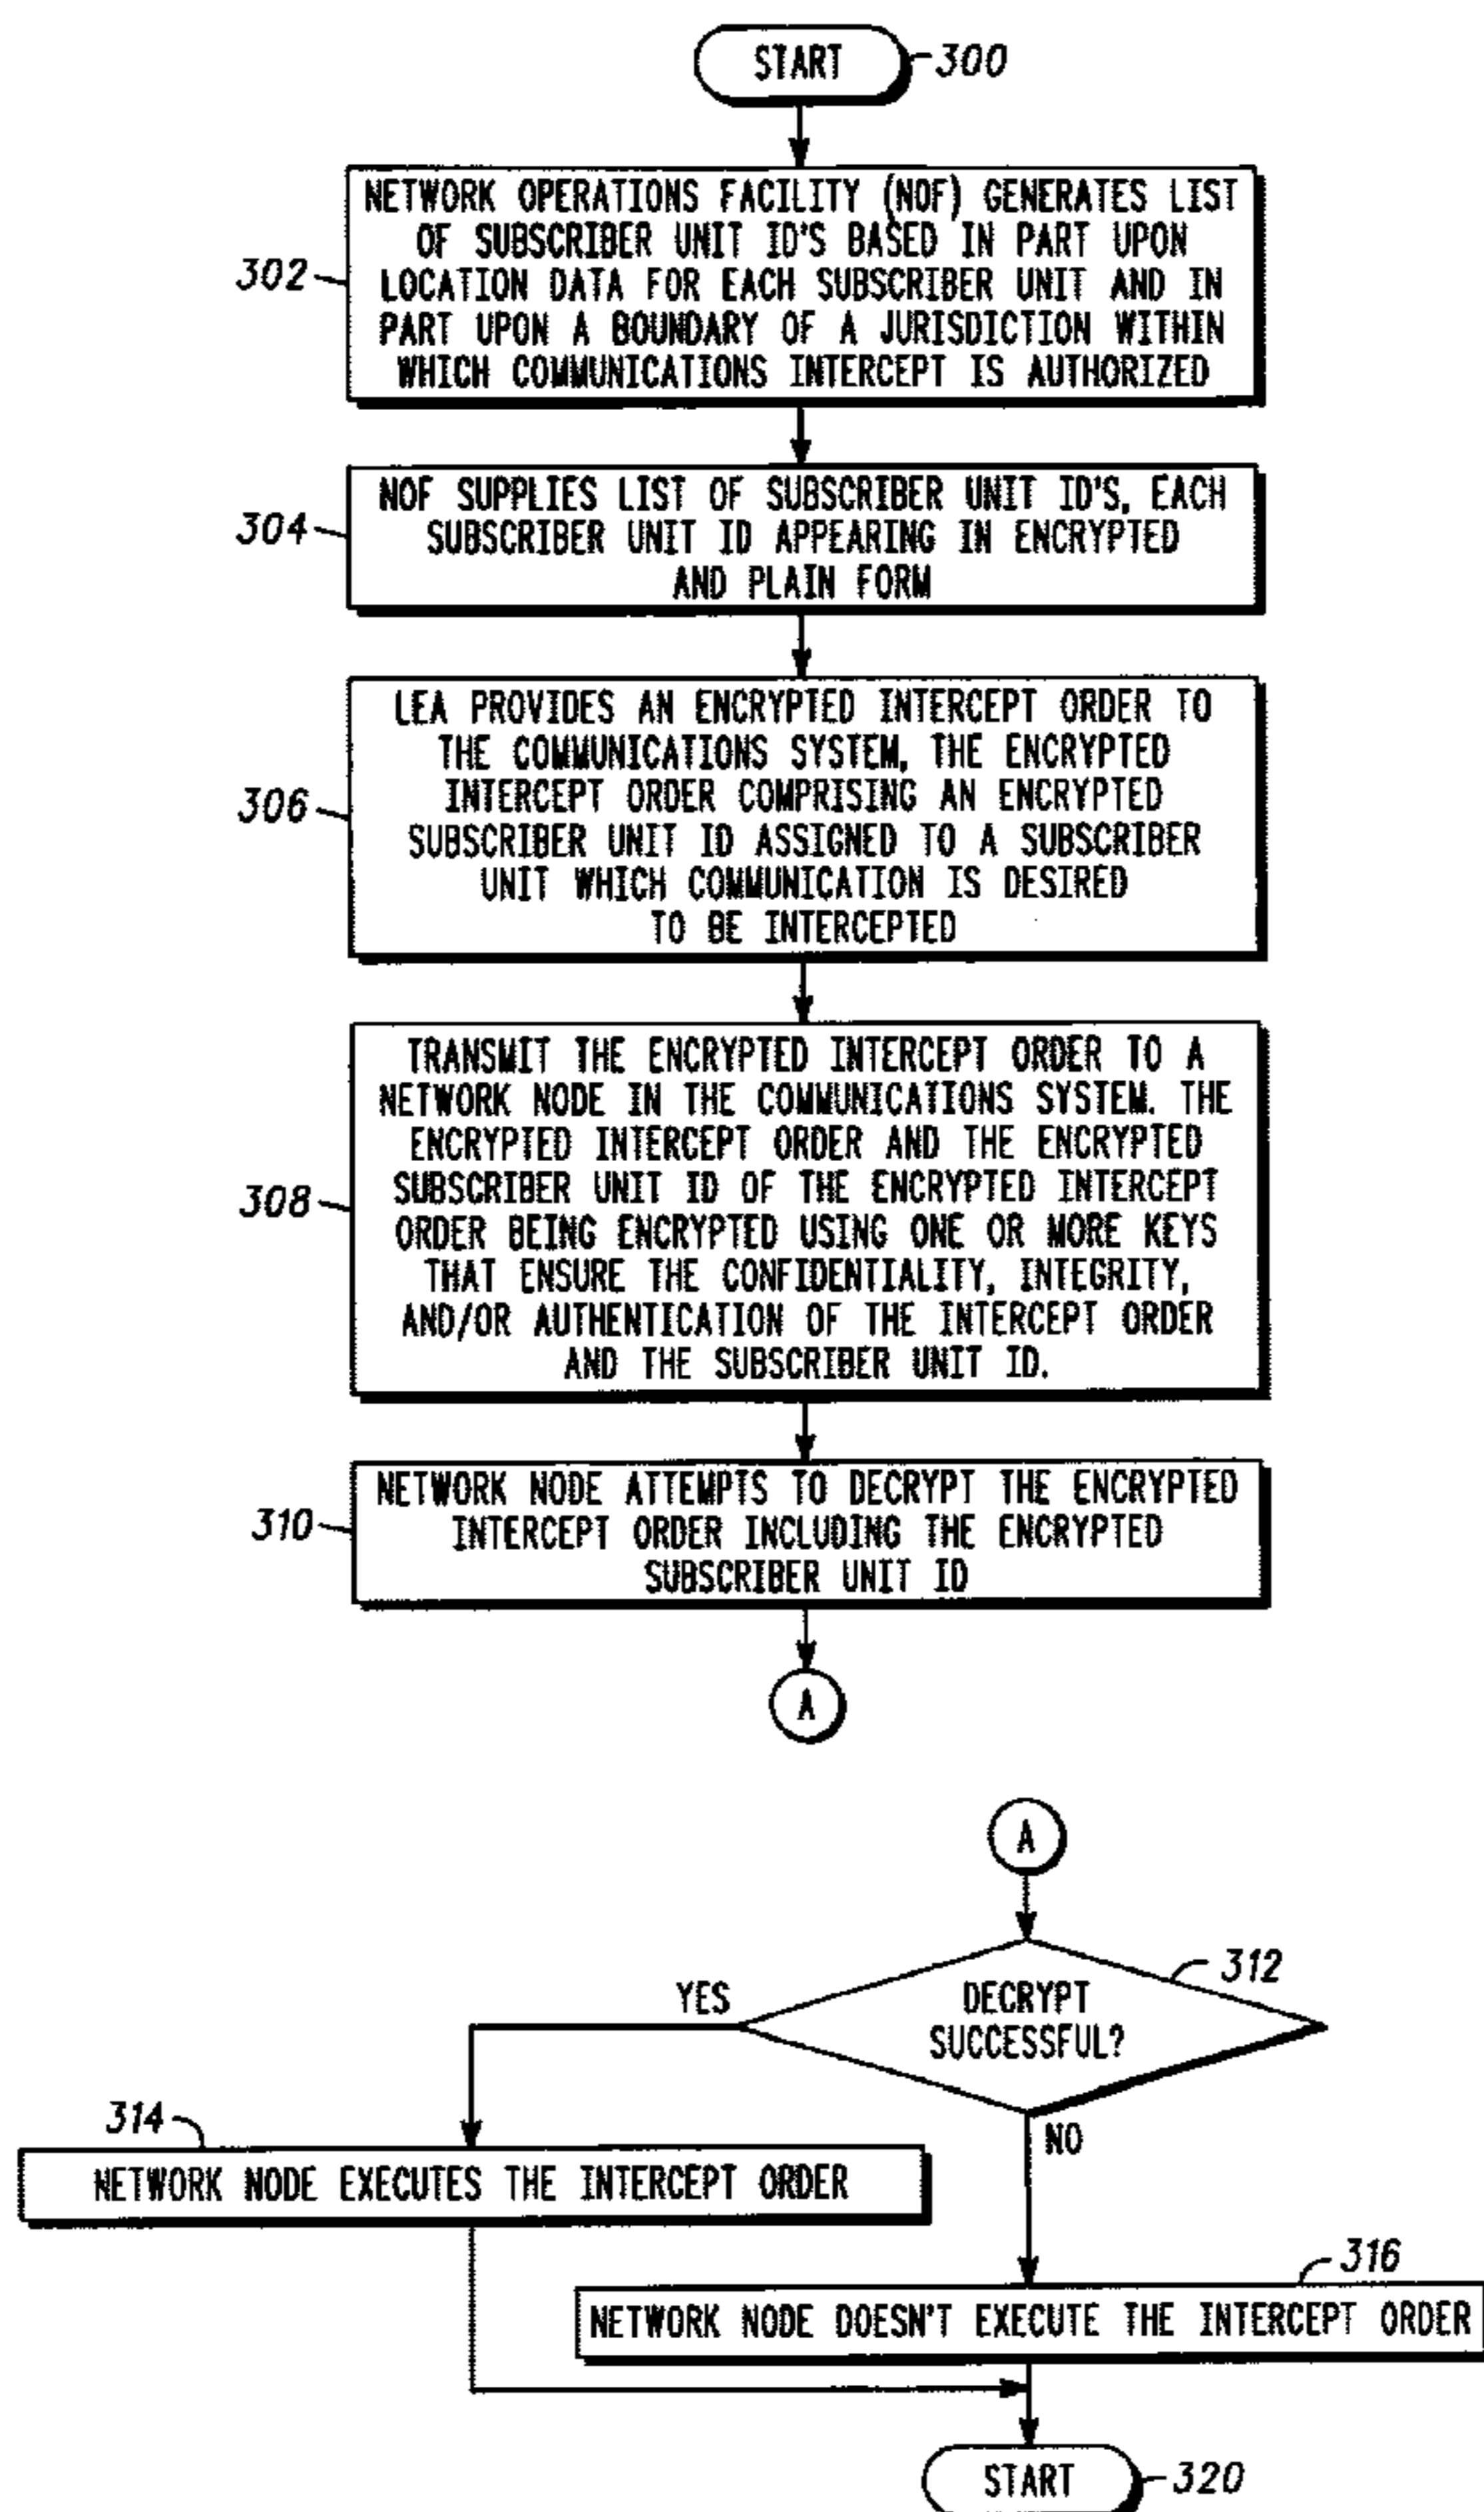 START
300
NETWORK OPERATIONS FACILITY (NOF) GENERATES LIST
OF SUBSCRIBER UNIT ID'S BASED IN PART UPON
LOCATION DATA FOR EACH SUBSCRIBER UNIT AND IN
PART UPON A BOUNDARY OF A JURISDICTION WITHIN
WHICH COMMUNICATIONS INTERCEPT IS AUTHORIZED
302
NOF SUPPLIES LIST OF SUBSCRIBER UNIT ID'S, EACH
SUBSCRIBER UNIT ID APPEARING IN ENCRYPTED
AND PLAIN FORM
304
LEA PROVIDES AN ENCRYPTED INTERCEPT ORDER TO
THE COMMUNICATIONS SYSTEM, THE ENCRYPTED
INTERCEPT ORDER COMPRISING AN ENCRYPTED
SUBSCRIBER UNIT ID ASSIGNED TO A SUBSCRIBER
UNIT WHICH COMMUNICATION IS DESIRED
TO BE INTERCEPTED
306
TRANSMIT THE ENCRYPTED INTERCEPT ORDER TO A
NETWORK NODE IN THE COMMUNICATIONS SYSTEM. THE
ENCRYPTED INTERCEPT ORDER AND THE ENCRYPTED
SUBSCRIBER UNIT ID OF THE ENCRYPTED INTERCEPT
ORDER BEING ENCRYPTED USING ONE OR MORE KEYS
THAT ENSURE THE CONFIDENTIALITY, INTEGRITY,
AND/OR AUTHENTICATION OF THE INTERCEPT ORDER
AND THE SUBSCRIBER UNIT ID.
308
NETWORK NODE ATTEMPTS TO DECRYPT THE ENCRYPTED
INTERCEPT ORDER INCLUDING THE ENCRYPTED
SUBSCRIBER UNIT ID
310
A
A
312
DECRYPT
SUCCESSFUL?
YES
NO
314
NETWORK NODE EXECUTES THE INTERCEPT ORDER
316
NETWORK NODE DOESN'T EXECUTE THE INTERCEPT ORDER
START
320